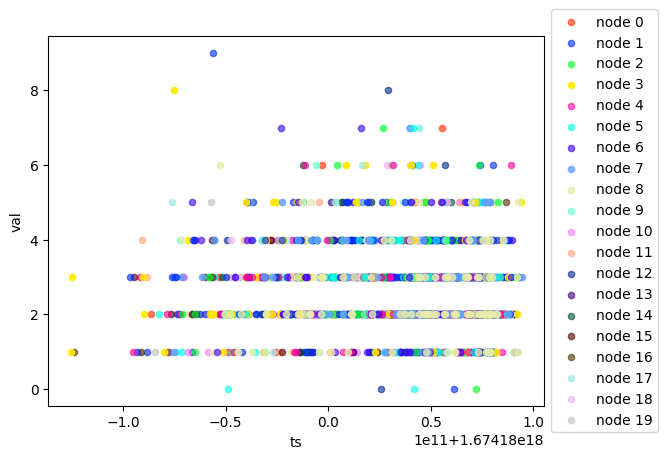 node 0
node 1
node 2
node 3
node 4
node 5
node 6
node 7
node 8
node 9
node 10
node 11
node 12
node 13
node 14
node 15
node 16
node 17
node 18
node 19
val
8
6
4
2
0
−1.0 −0.5 0.0 0.5 1.0
ts
1e11+1.67418e18